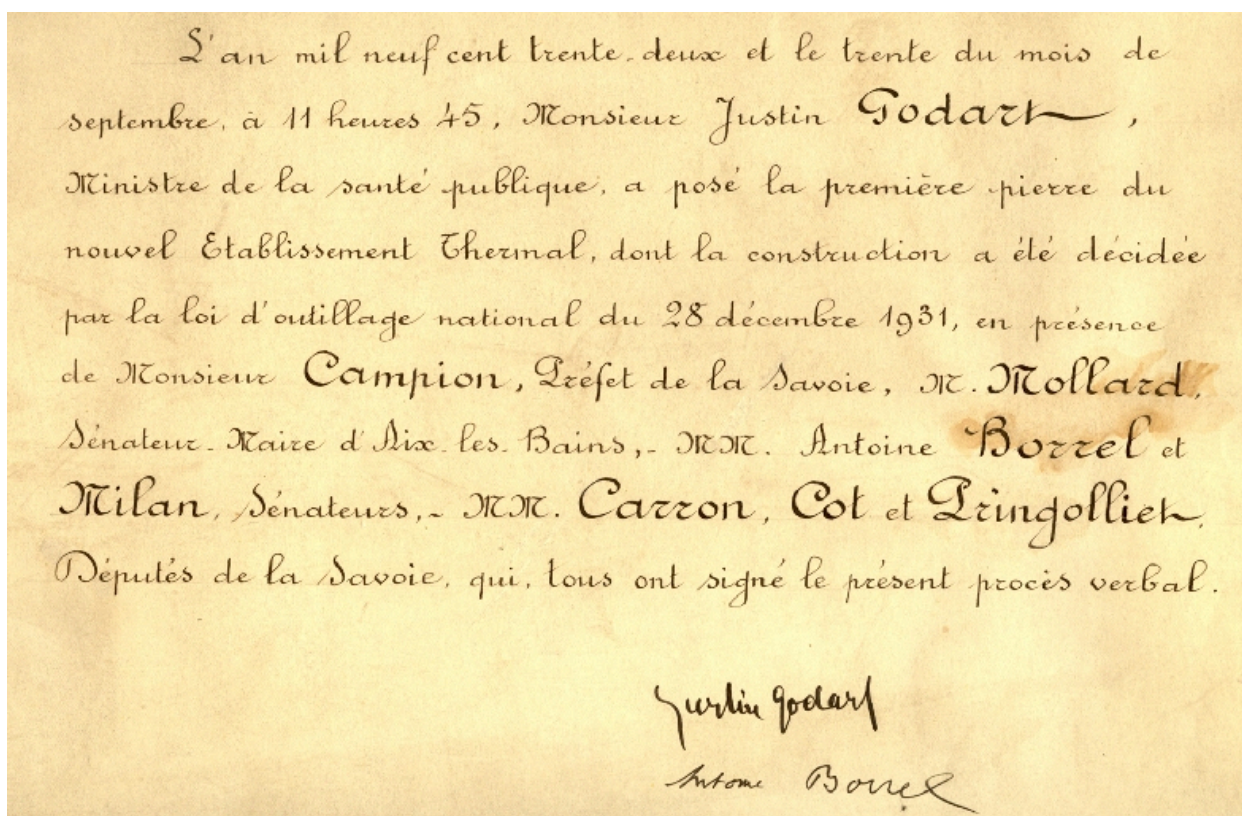 L'an mil neuf cent trente-deux et le trente du mois de
septembre, à 11 heures 45, Monsieur Justin Godart,
Ministre de la santé publique, a posé la première pierre du
nouvel Etablissement Thermal, dont la construction a été décidée
par la loi d'outillage national du 28 décembre 1931, en présence
de Monsieur Campion, Préfet de la Savoie, M. Mollard,
Sénateur-Maire d'Aix-les-Bains,- MM. Antoine Borrel et
Milan, Sénateurs,- MM. Carron, Cot et Pringolliet,
Députés de la Savoie, qui, tous ont signé le présent procès verbal.
Justin Godart
Antoine Borrel